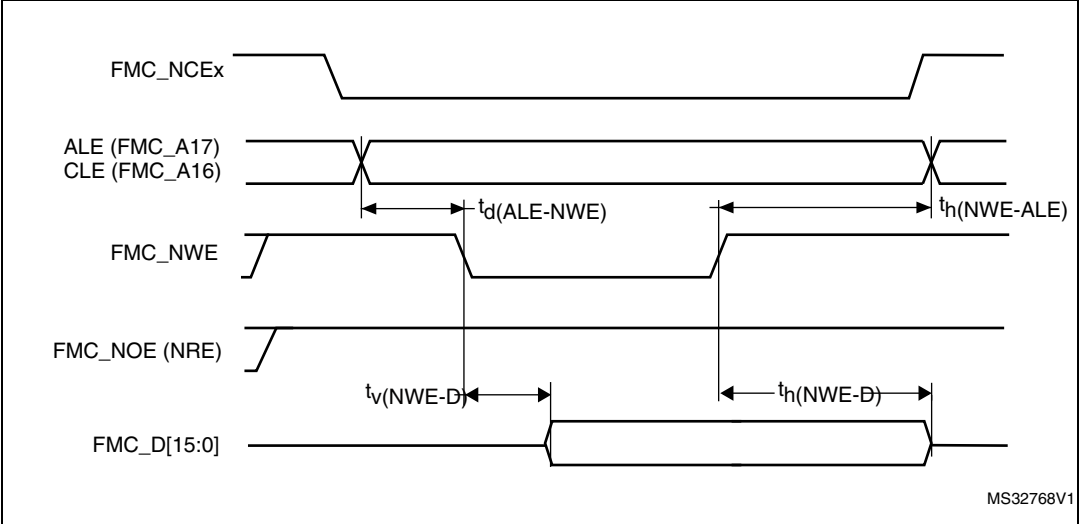 FMC_NCEx
ALE (FMC_A17)
CLE (FMC_A16)
td(ALE-NWE)
th(NWE-ALE)
FMC_NWE
FMC_NOE (NRE)
tv(NWE-D)
th(NWE-D)
FMC_D[15:0]
MS32768V1